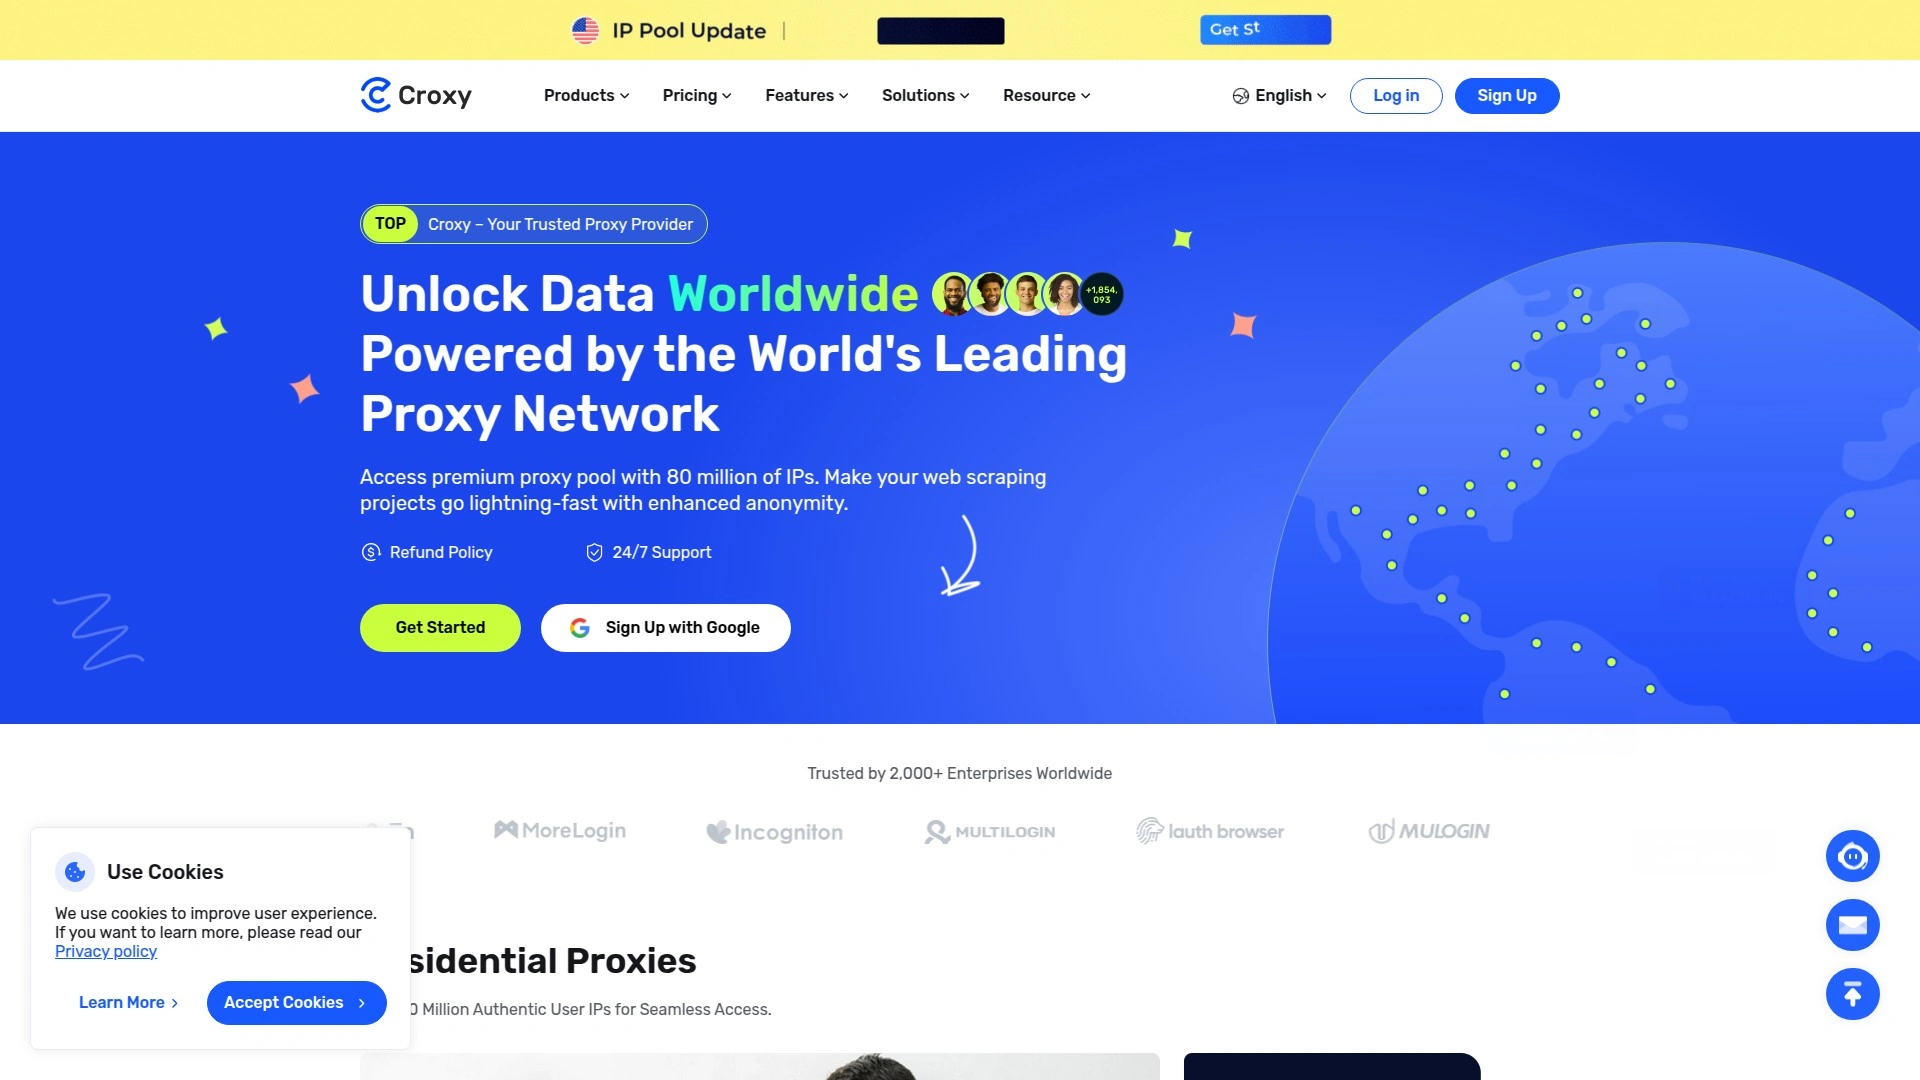 IP Pool Update
Get St
Croxy
Products
Pricing
Features
Solutions
Resource
English
Log in
Sign Up
TOP
Croxy – Your Trusted Proxy Provider
Unlock Data Worldwide
+1,854,
093
Powered by the World's Leading
Proxy Network
Access premium proxy pool with 80 million of IPs. Make your web scraping
projects go lightning-fast with enhanced anonymity.
Refund Policy
24/7 Support
Get Started
Sign Up with Google
Trusted by 2,000+ Enterprises Worldwide
MoreLogin
Incogniton
MULTILOGIN
lauth browser
MULOGIN
Use Cookies
We use cookies to improve user experience.
If you want to learn more, please read our
Privacy policy
Learn More
Accept Cookies
sidential Proxies
0 Million Authentic User IPs for Seamless Access.